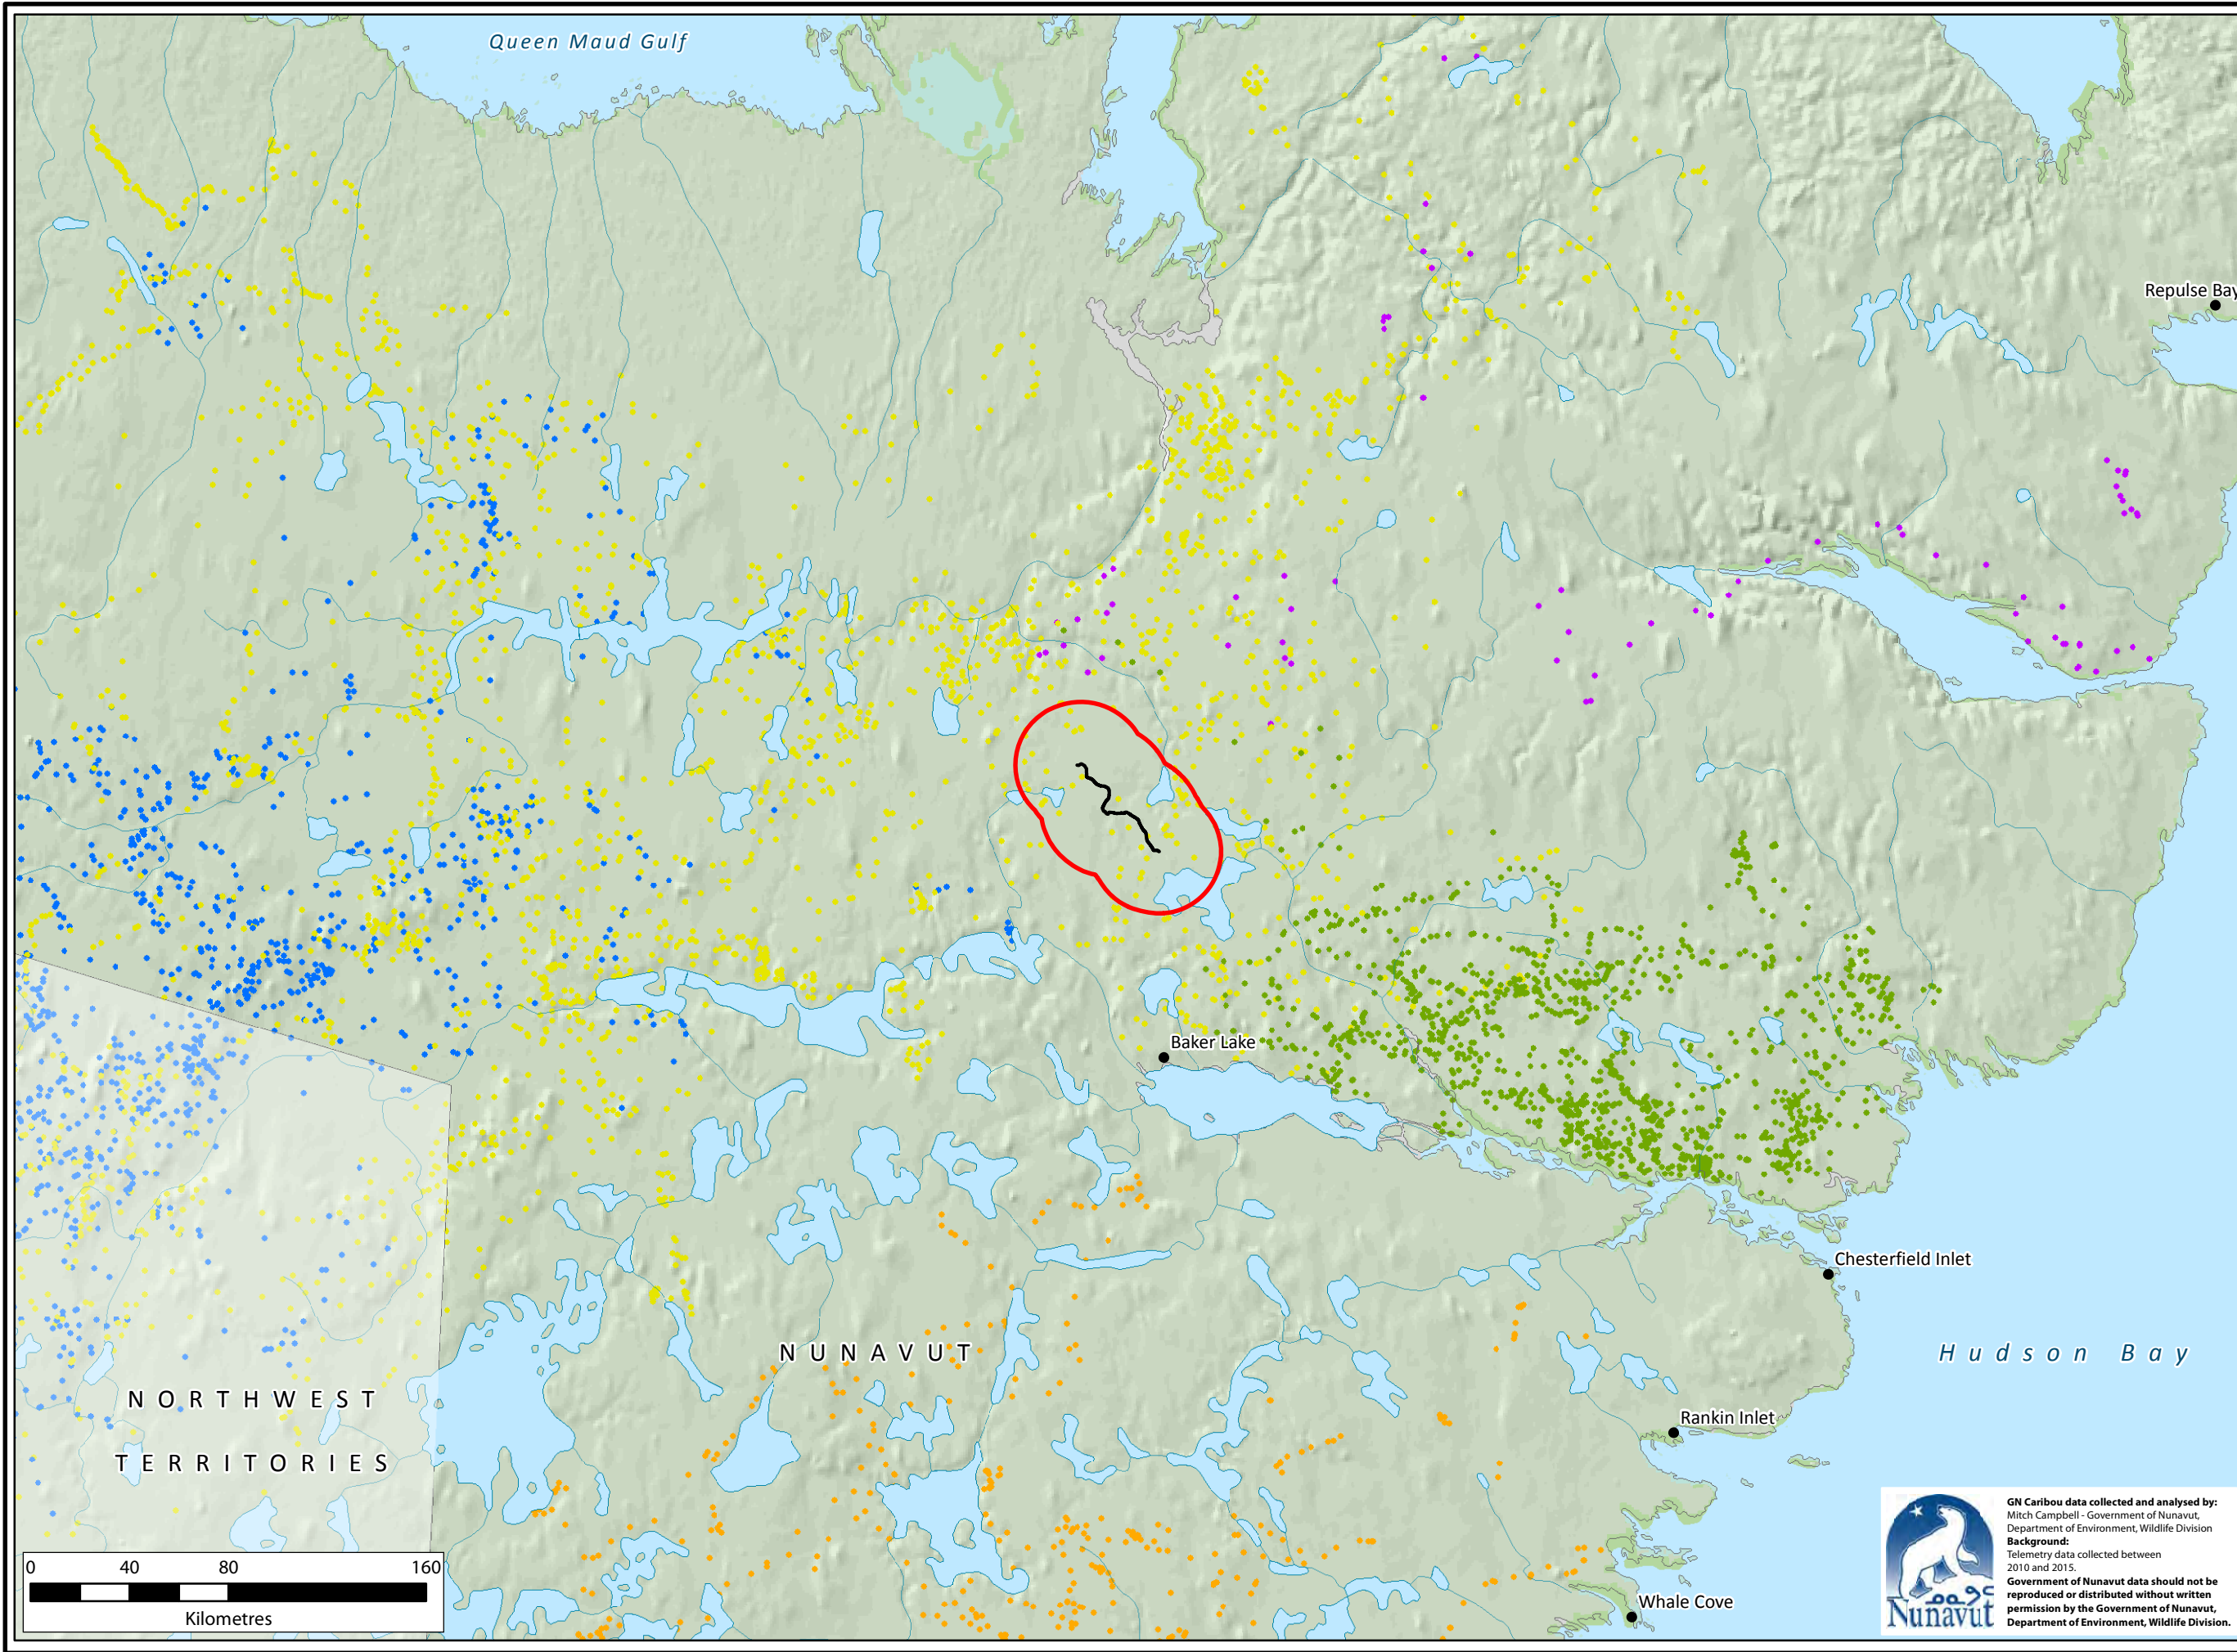 Queen Maud Gulf
Repulse Bay
Baker Lake
Chesterfield Inlet
NUNAVUT
Hudson Bay
NORTHWEST
TERRITORIES
Rankin Inlet
Whale Cove
0 40 80 160
Kilometres
ᓄᓇᕗᑦ
Nunavut
GN Caribou data collected and analysed by:
Mitch Campbell - Government of Nunavut,
Department of Environment, Wildlife Division
Background:
Telemetry data collected between
2010 and 2015.
Government of Nunavut data should not be
reproduced or distributed without written
permission by the Government of Nunavut,
Department of Environment, Wildlife Division.